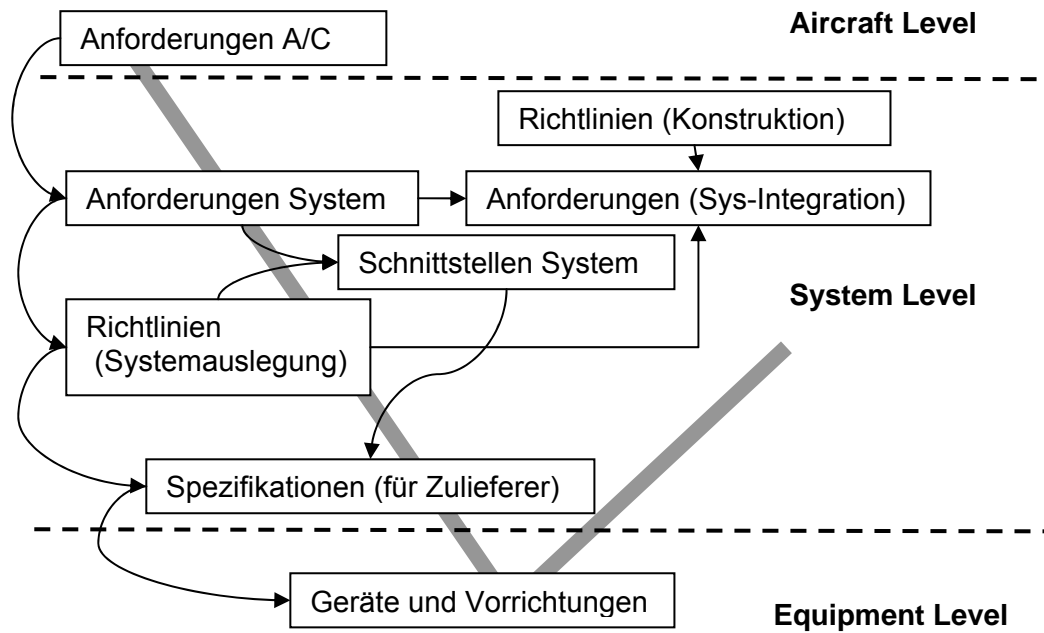 Anforderungen A/C
Aircraft Level
Richtlinien (Konstruktion)
Anforderungen System
Anforderungen (Sys-Integration)
Schnittstellen System
System Level
Richtlinien
(Systemauslegung)
Spezifikationen (für Zulieferer)
Geräte und Vorrichtungen
Equipment Level